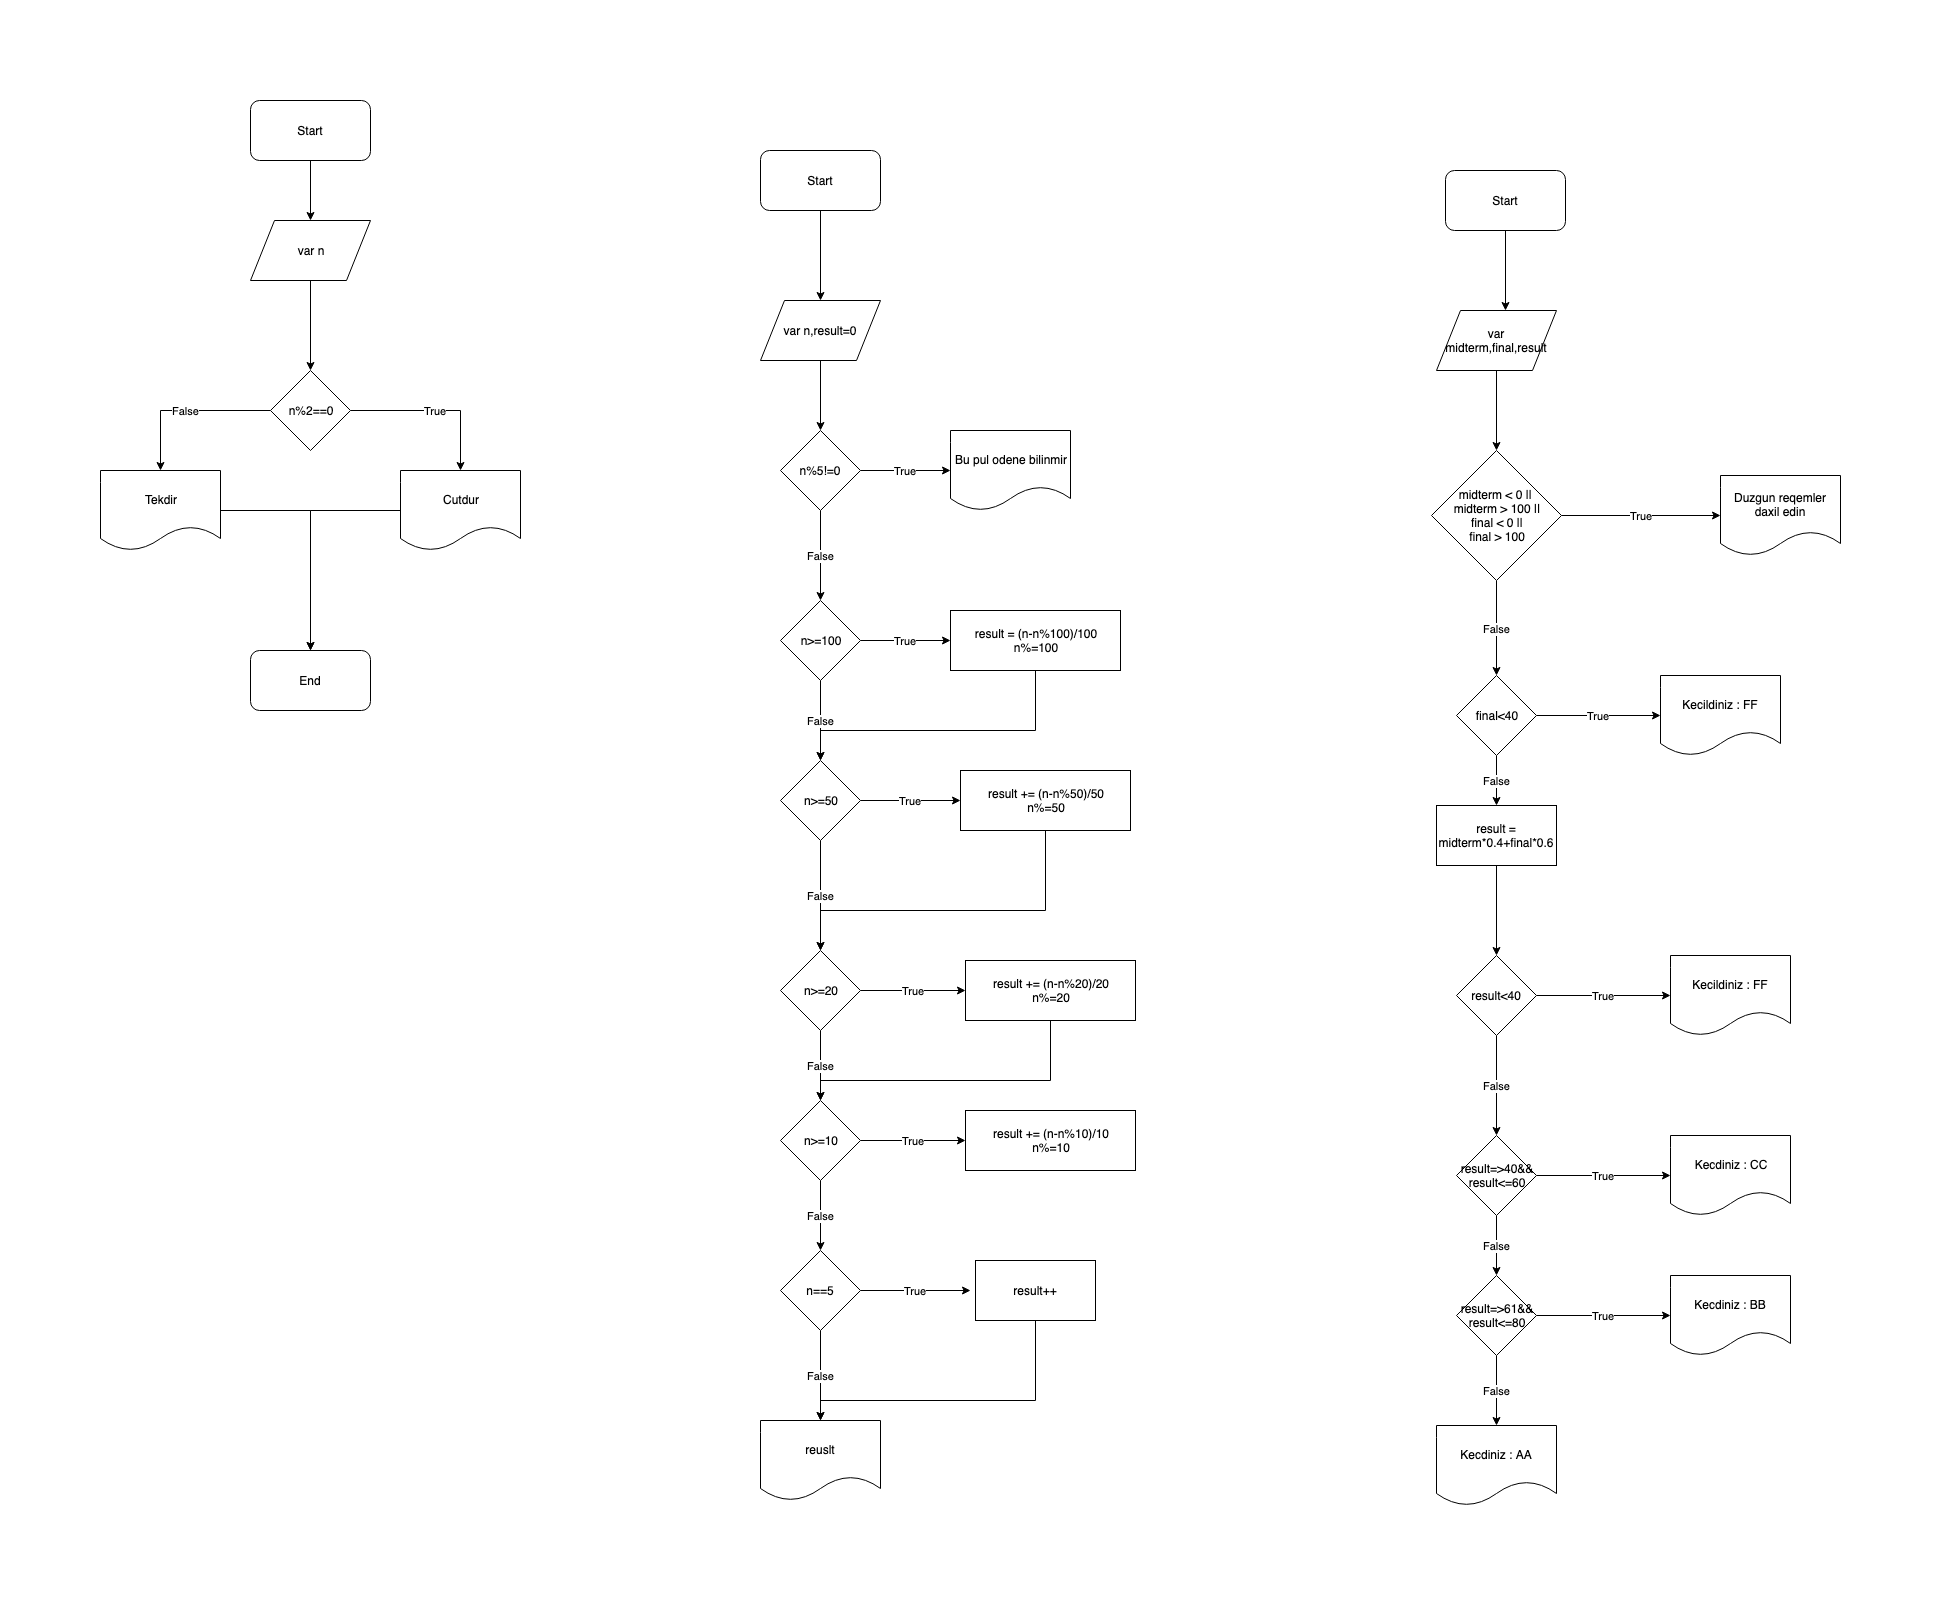 Start
var n
n%2==0
False
True
Tekdir
Cutdur
End
Start
var n,result=0
n%5!=0
True
Bu pul odene bilinmir
False
n>=100
True
result = (n-n%100)/100
n%=100
False
n>=50
True
result += (n-n%50)/50
n%=50
False
n>=20
True
result += (n-n%20)/20
n%=20
False
n>=10
True
result += (n-n%10)/10
n%=10
False
n==5
True
result++
False
reuslt
Start
var
midterm,final,result
midterm < 0 ||
midterm > 100 ||
final < 0 ||
final > 100
True
Duzgun reqemler
daxil edin
False
final<40
True
Kecildiniz : FF
False
result =
midterm*0.4+final*0.6
result<40
True
Kecildiniz : FF
False
result=>40&&
result<=60
True
Kecdiniz : CC
False
result=>61&&
result<=80
True
Kecdiniz : BB
False
Kecdiniz : AA